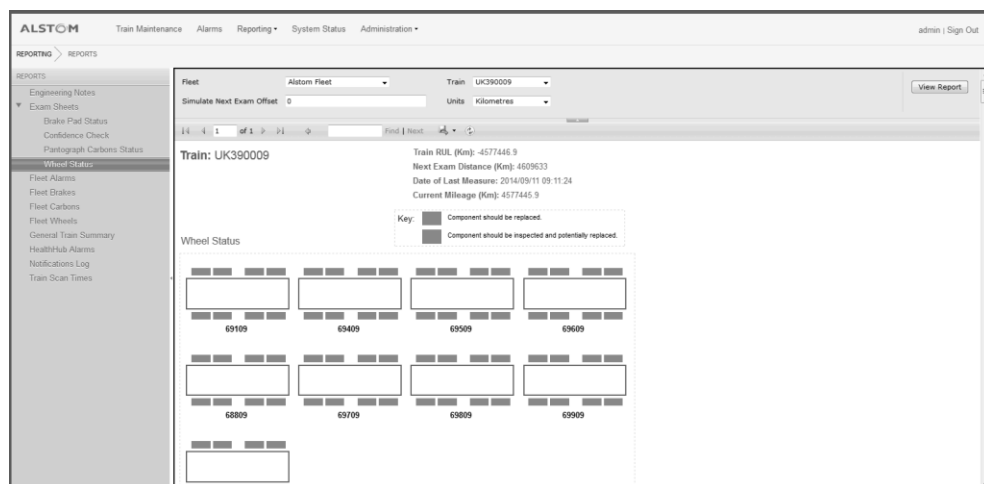 ALSTOM Train Maintenance Alarms Reporting System Status Administration admin | Sign Out
REPORTING REPORTS
REPORTS
Engineering Notes
Exam Sheets
Brake Pad Status
Confidence Check
Pantograph Carbons Status
Wheel Status
Fleet Alarms
Fleet Brakes
Fleet Carbons
Fleet Wheels
General Train Summary
HealthHub Alarms
Notifications Log
Train Scan Times
Fleet Alstom Fleet Train UK390009 View Report
Simulate Next Exam Offset 0 Units Kilometres
1 of 1 Find | Next
Train: UK390009
Train RUL (Km): -4577446.9
Next Exam Distance (Km): 4609633
Date of Last Measure: 2014/09/11 09:11:24
Current Mileage (Km): 4577445.9
Key: Component should be replaced.
Component should be inspected and potentially replaced.
Wheel Status
69109 69409 69509 69609
68809 69709 69809 69909